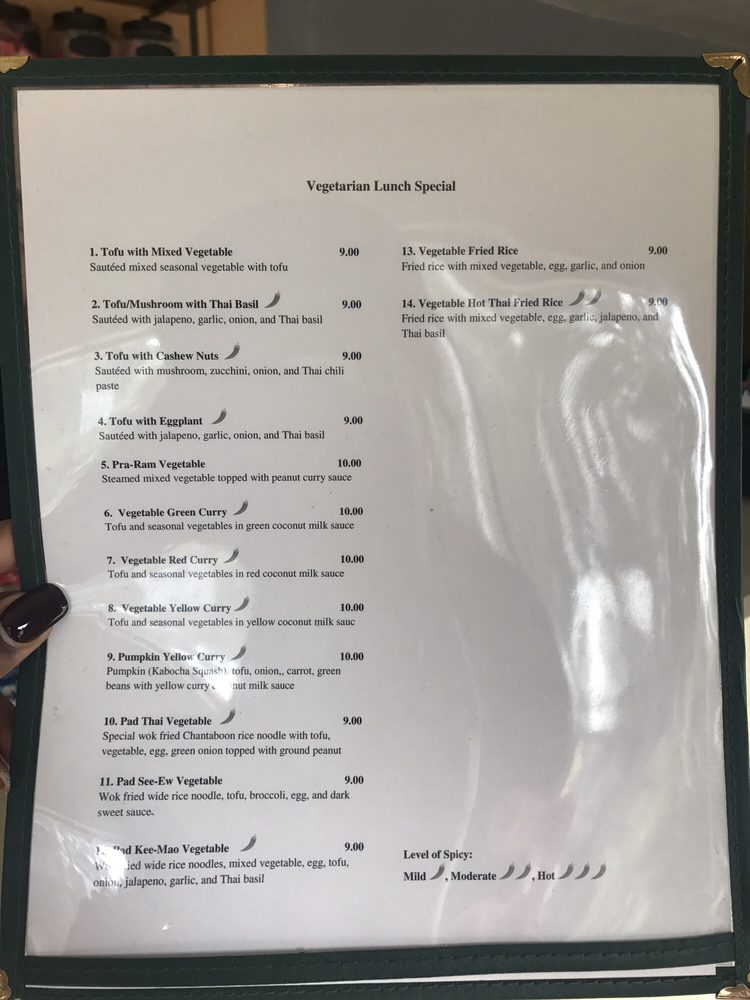 Vegetarian Lunch Special
1. Tofu with Mixed Vegetable 9.00
Sautéed mixed seasonal vegetable with tofu
2. Tofu/Mushroom with Thai Basil 9.00
Sautéed with jalapeno, garlic, onion, and Thai basil
3. Tofu with Cashew Nuts 9.00
Sautéed with mushroom, zucchini, onion, and Thai chili
paste
4. Tofu with Eggplant 9.00
Sautéed with jalapeno, garlic, onion, and Thai basil
5. Pra-Ram Vegetable 10.00
Steamed mixed vegetable topped with peanut curry sauce
6. Vegetable Green Curry 10.00
Tofu and seasonal vegetables in green coconut milk sauce
7. Vegetable Red Curry 10.00
Tofu and seasonal vegetables in red coconut milk sauce
8. Vegetable Yellow Curry 10.00
Tofu and seasonal vegetables in yellow coconut milk sauc
9. Pumpkin Yellow Curry 10.00
Pumpkin (Kabocha Squash), tofu, onion,, carrot, green
beans with yellow curry milk sauce
10. Pad Thai Vegetable 9.00
Special wok fried Chantaboon rice noodle with tofu,
vegetable, egg, green onion topped with ground peanut
11. Pad See-Ew Vegetable 9.00
Wok fried wide rice noodle, tofu, broccoli, egg, and dark
sweet sauce.
Pad Kee-Mao Vegetable 9.00
wide rice noodles, mixed vegetable, egg, tofu,
onion, jalapeno, garlic, and Thai basil
13. Vegetable Fried Rice 9.00
Fried rice with mixed vegetable, egg, garlic, and onion
14. Vegetable Hot Thai Fried Rice 9.00
Fried rice with mixed vegetable, egg, garlic, jalapeno, and
Thai basil
Level of Spicy:
Mild , Moderate , Hot